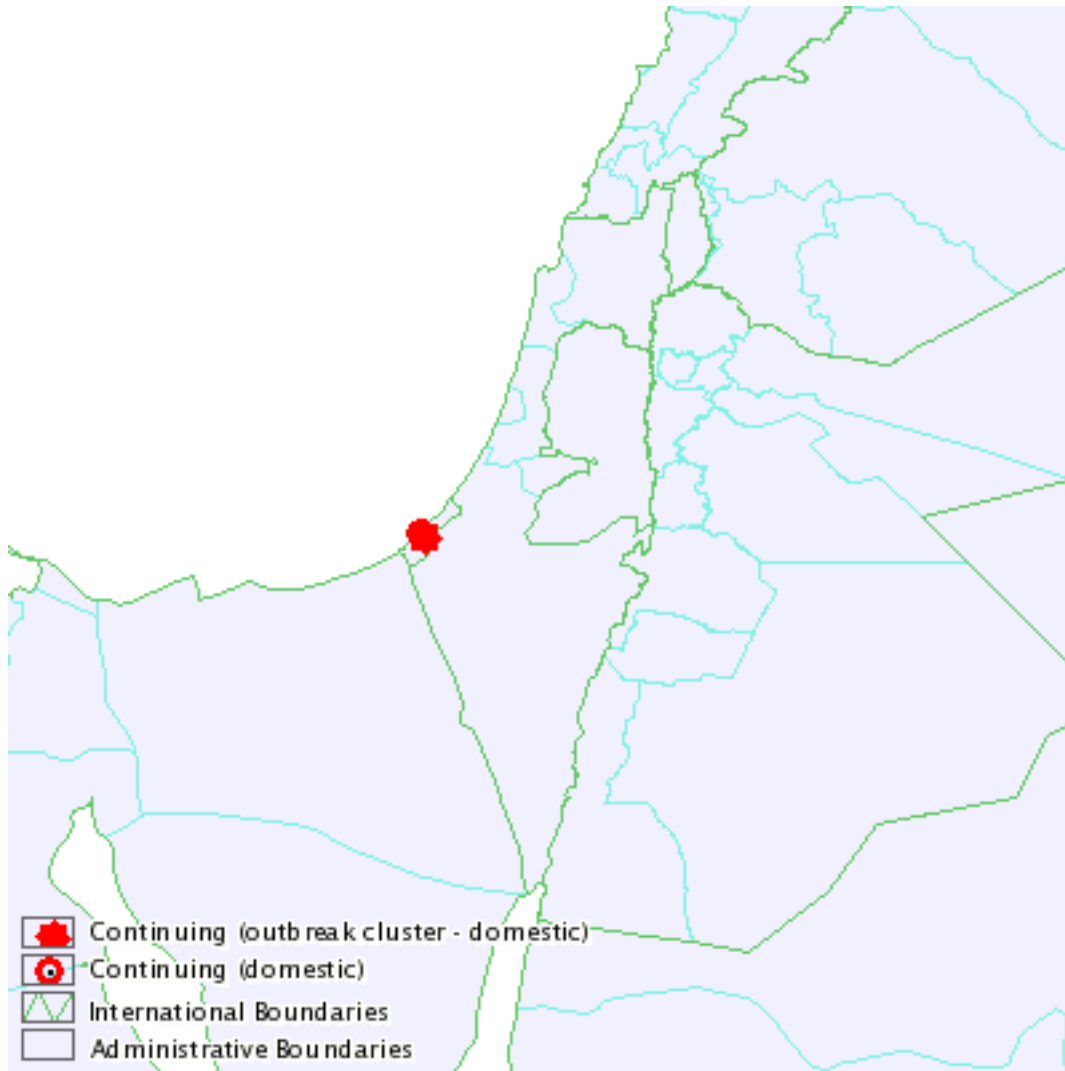 Continuing (outbreak cluster - domestic)
Continuing (domestic)
International Boundaries
Administrative Boundaries